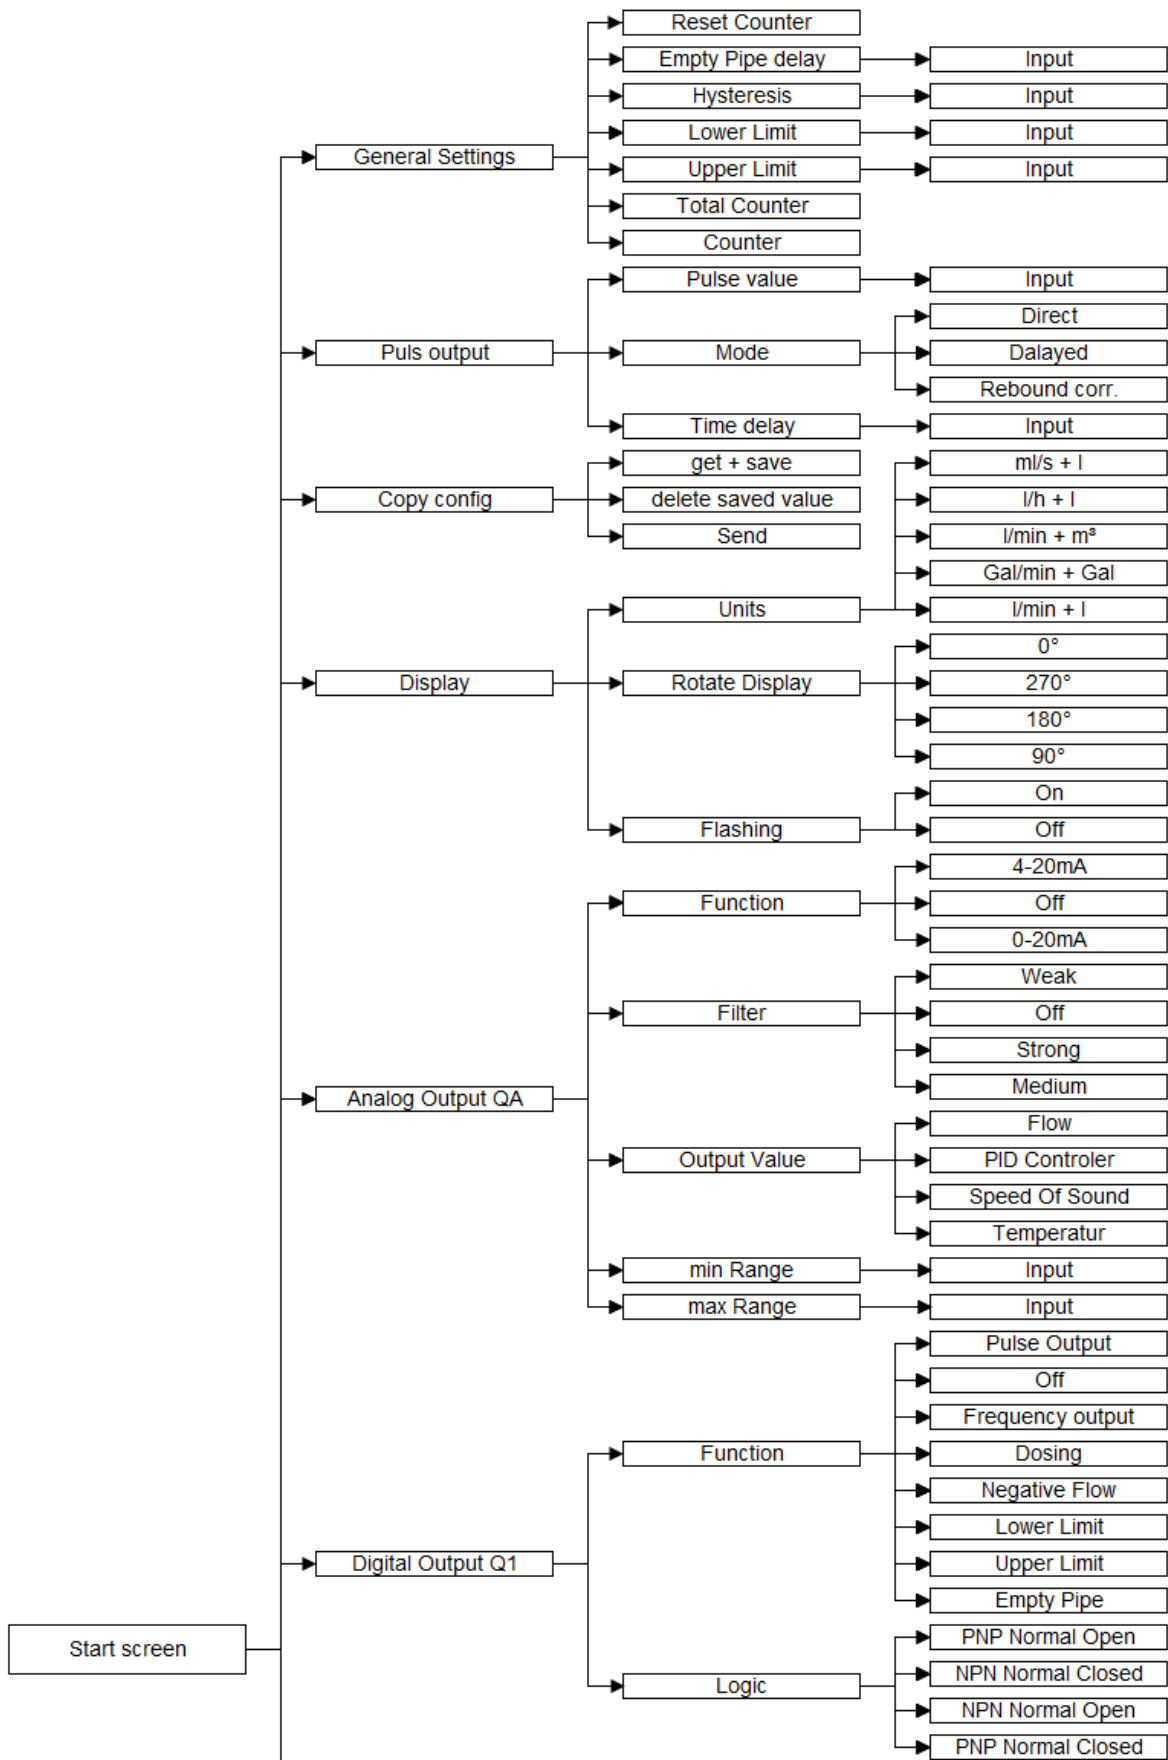 Reset Counter
Empty Pipe delay Input
Hysteresis Input
Lower Limit Input
General Settings
Upper Limit Input
Total Counter
Counter
Pulse value Input
Direct
Puls output Mode Dalayed
Rebound corr.
Time delay Input
get + save ml/s + l
Copy config delete saved value l/h + l
Send l/min + m³
Gal/min + Gal
Units l/min + l
0°
Display Rotate Display 270°
180°
90°
On
Flashing Off
4-20mA
Function Off
0-20mA
Weak
Filter Off
Strong
Medium
Analog Output QA
Flow
Output Value PID Controler
Speed Of Sound
Temperatur
min Range Input
max Range Input
Pulse Output
Off
Frequency output
Function Dosing
Negative Flow
Lower Limit
Digital Output Q1 Upper Limit
Empty Pipe
PNP Normal Open
Start screen
NPN Normal Closed
Logic
NPN Normal Open
PNP Normal Closed